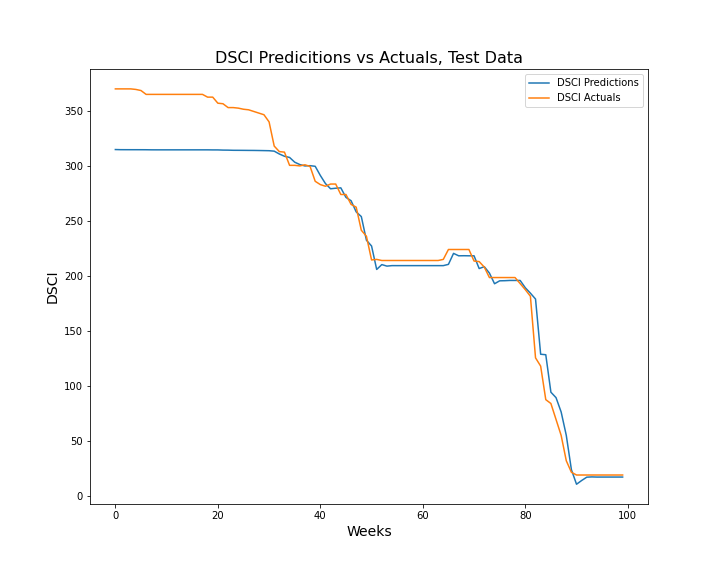 DSCI Predicitions vs Actuals, Test Data
DSCI Predictions
DSCI Actuals
350
300
250
200
150
100
50
0
DSCI
0 20 40 60 80 100
Weeks